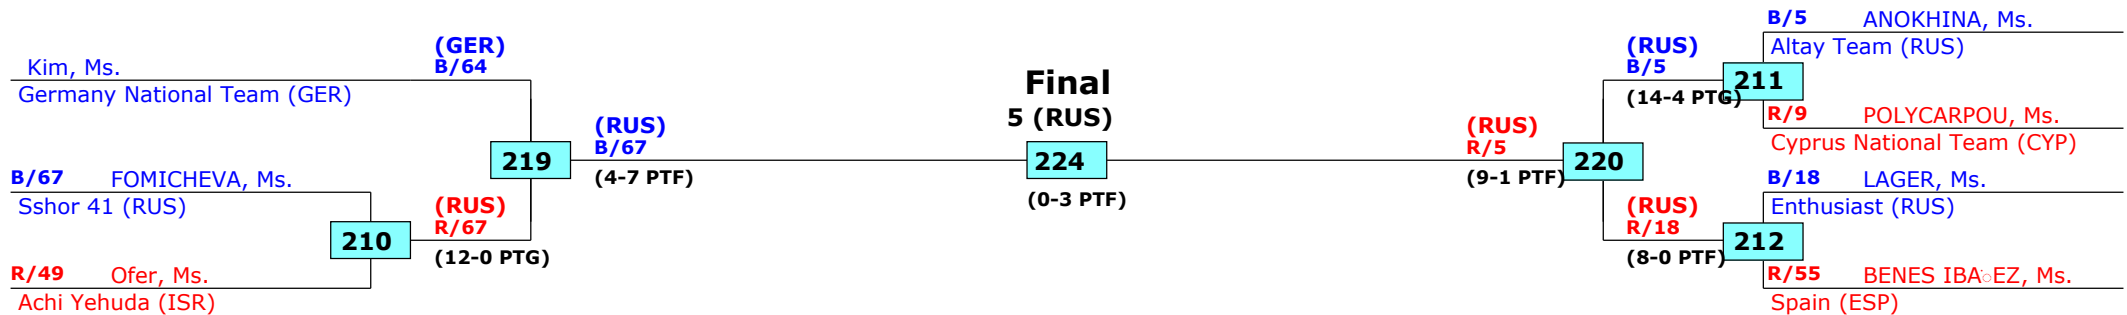 Kim, Ms.
Germany National Team (GER)
(GER)
B/64
219
B/67 FOMICHEVA, Ms.
Sshor 41 (RUS)
210
R/49 Ofer, Ms.
Achi Yehuda (ISR)
(RUS)
R/67
(12-0 PTG)
(RUS)
B/67
(4-7 PTF)
Final
5 (RUS)
224
(0-3 PTF)
(RUS)
R/5
(9-1 PTF)
220
(RUS)
B/5
(14-4 PTG)
211
B/5 ANOKHINA, Ms.
Altay Team (RUS)
R/9 POLYCARPOU, Ms.
Cyprus National Team (CYP)
(RUS)
R/18
(8-0 PTF)
212
B/18 LAGER, Ms.
Enthusiast (RUS)
R/55 BENES IBA◌EZ, Ms.
Spain (ESP)